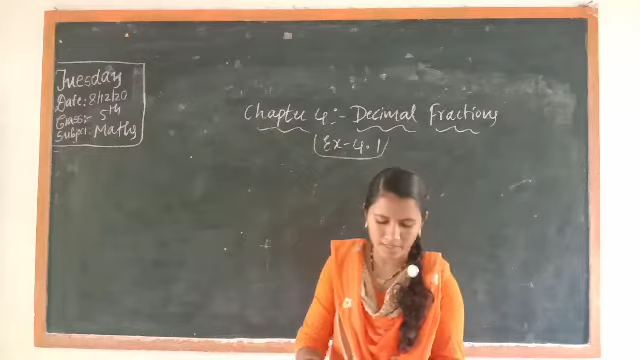 Tuesday
Date:- 8/12/20
Class:- 5th
Subject: Maths
Chapter 4:- Decimal Fractions
(Ex-4.1)